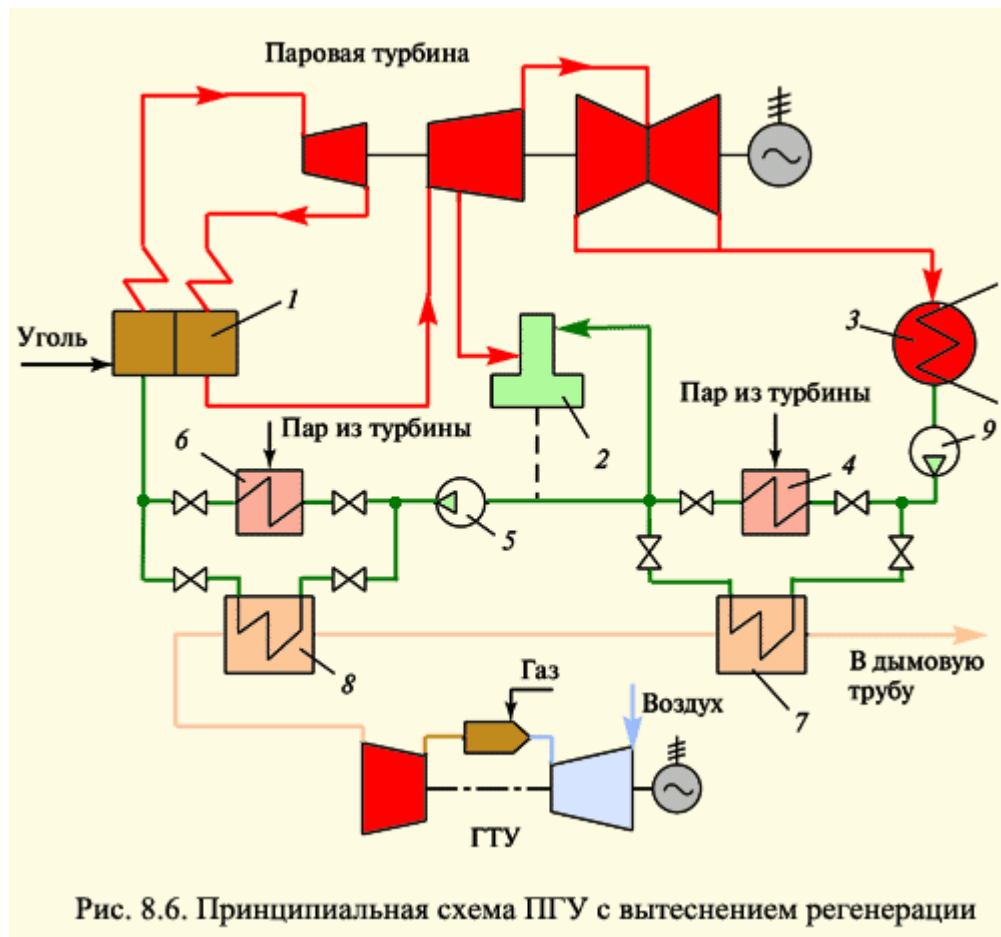 Паровая турбина
1
Уголь
3
Пар из турбины
9
6
Пар из турбины
2
4
5
В дымовую
трубу
8
Газ
7
Воздух
ГТУ
Рис. 8.6. Принципиальная схема ПГУ с вытеснением регенерации